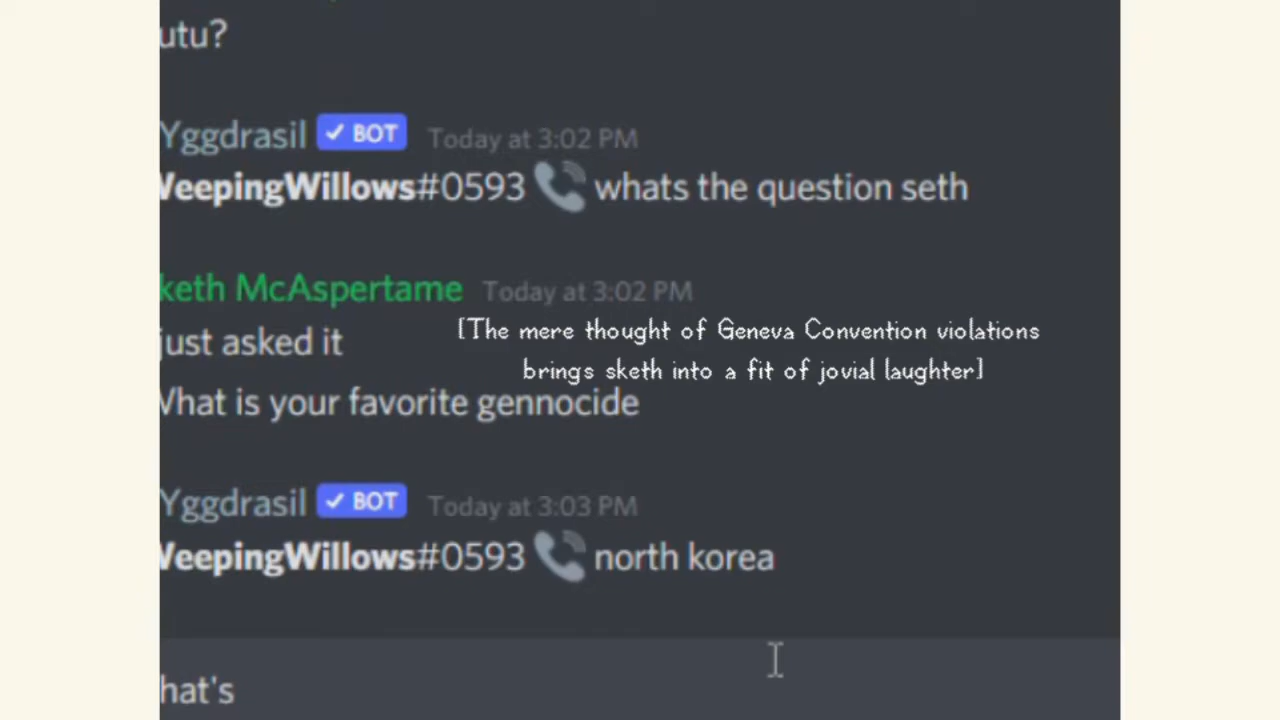 utu?
Yggdrasil ✓ BOT Today at 3:02 PM
WeepingWillows#0593 📞 whats the question seth
keth McAspertame Today at 3:02 PM
just asked it
[The mere thought of Geneva Convention violations
brings sketh into a fit of jovial laughter]
What is your favorite gennocide
Yggdrasil ✓ BOT Today at 3:03 PM
WeepingWillows#0593 📞 north korea
hat's